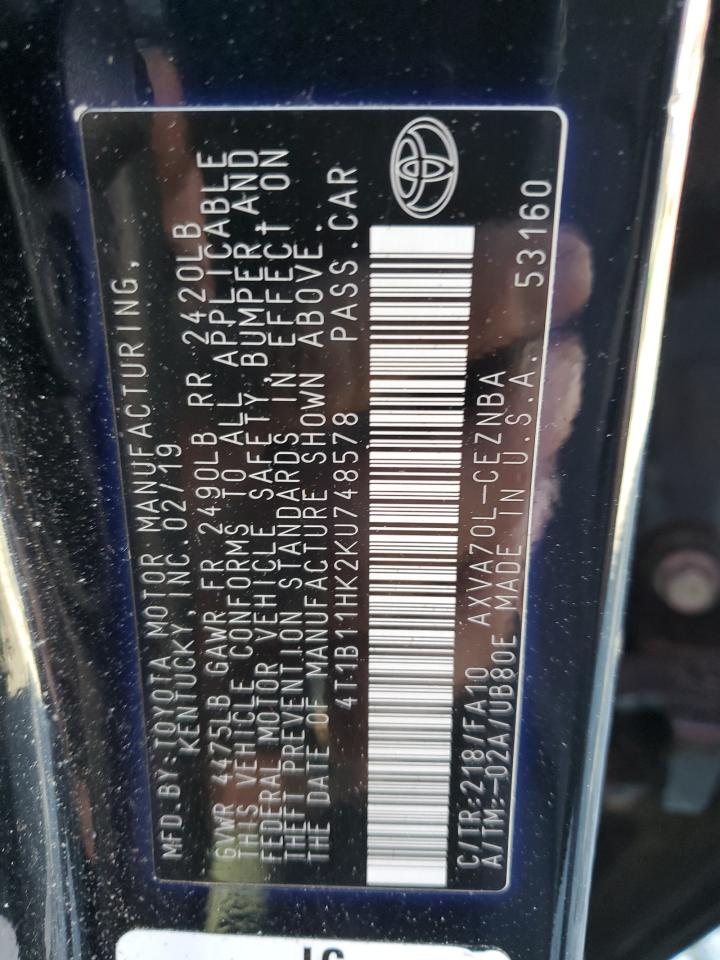 MFD.BY:TOYOTA MOTOR MANUFACTURING,
KENTUCKY,INC 02/19
GVWR 4475LB GAWR FR 2490LB RR 2420LB
THIS VEHICLE CONFORMS TO ALL APPLICABLE
FEDERAL MOTOR VEHICLE SAFETY, BUMPER AND
THEFT PREVENTION STANDARDS IN EFFECT ON
THE DATE OF MANUFACTURE SHOWN ABOVE.
4T1B11HK2KU748578 PASS.CAR
C/TR:218/FA10 AXVA70L-CEZNBA
A/TM:-02A/UB80E MADE IN U.S.A. 53160